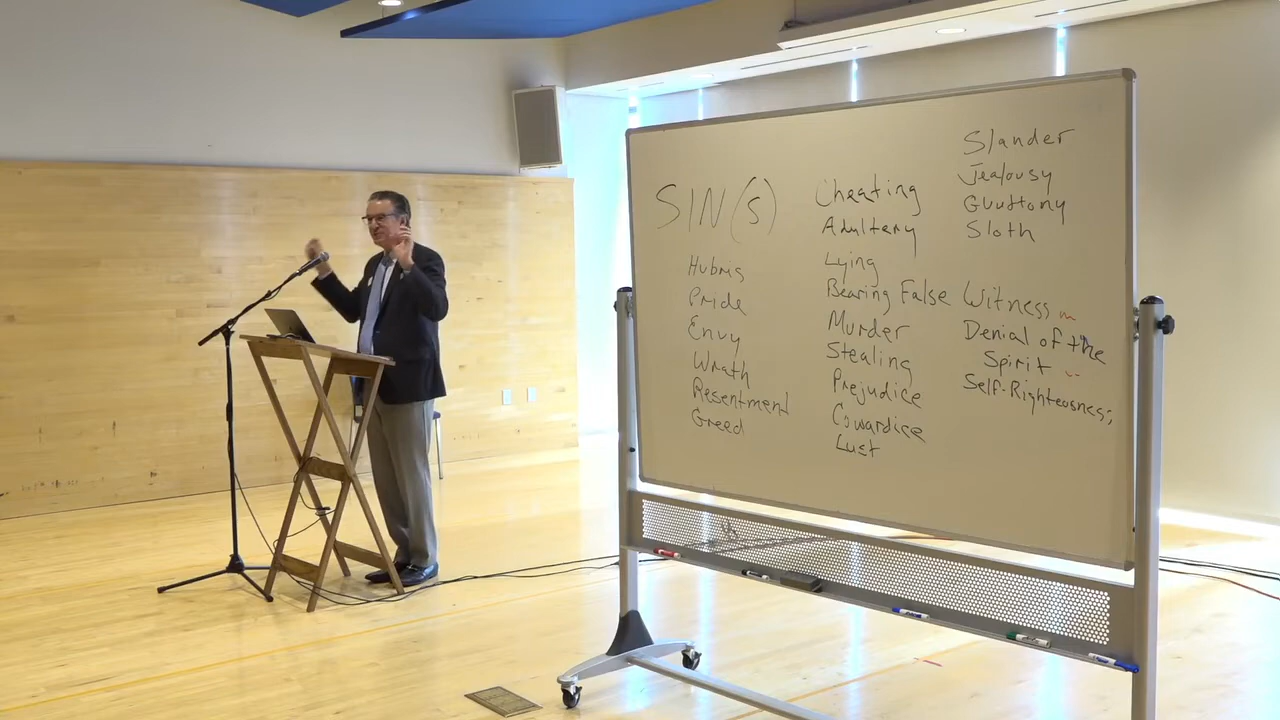 SIN(s)
Hubris
Pride
Envy
Wrath
Resentment
Greed
Cheating
Adultery
Lying
Bearing False Witness
Murder
Stealing
Prejudice
Cowardice
Lust
Slander
Jealousy
Gluttony
Sloth
Denial of the
Spirit
Self-Righteousness;